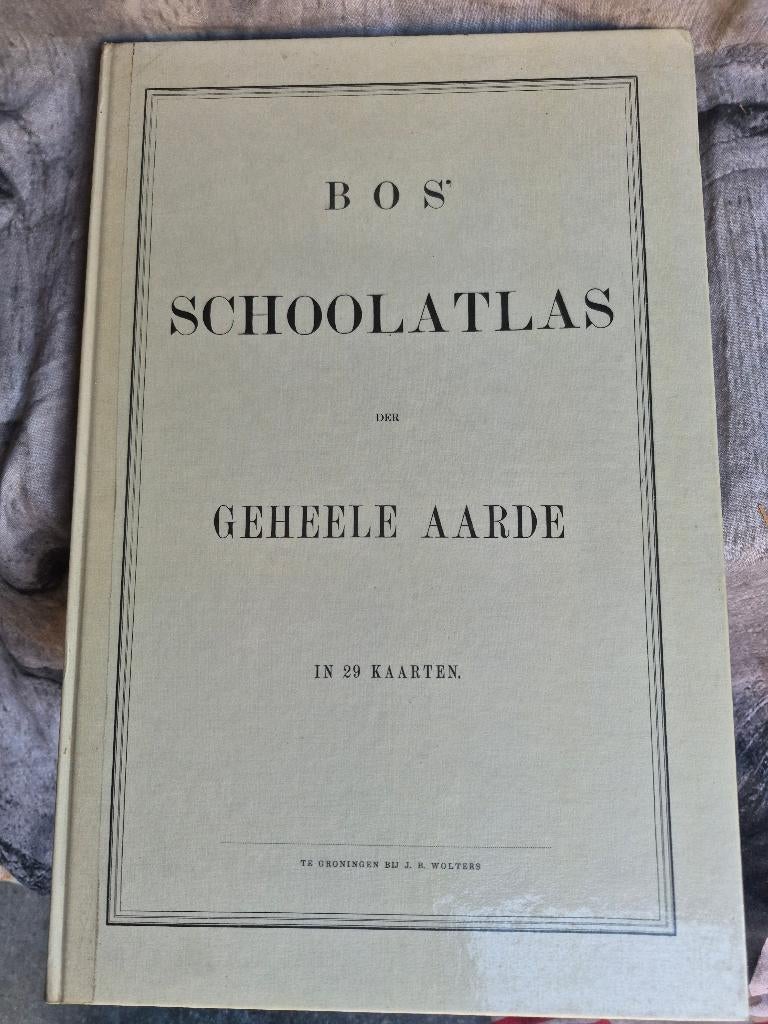 BOS'
SCHOOLATLAS
DER
GEHEELE AARDE
IN 29 KAARTEN.
TE GRONINGEN BIJ J. B. WOLTERS